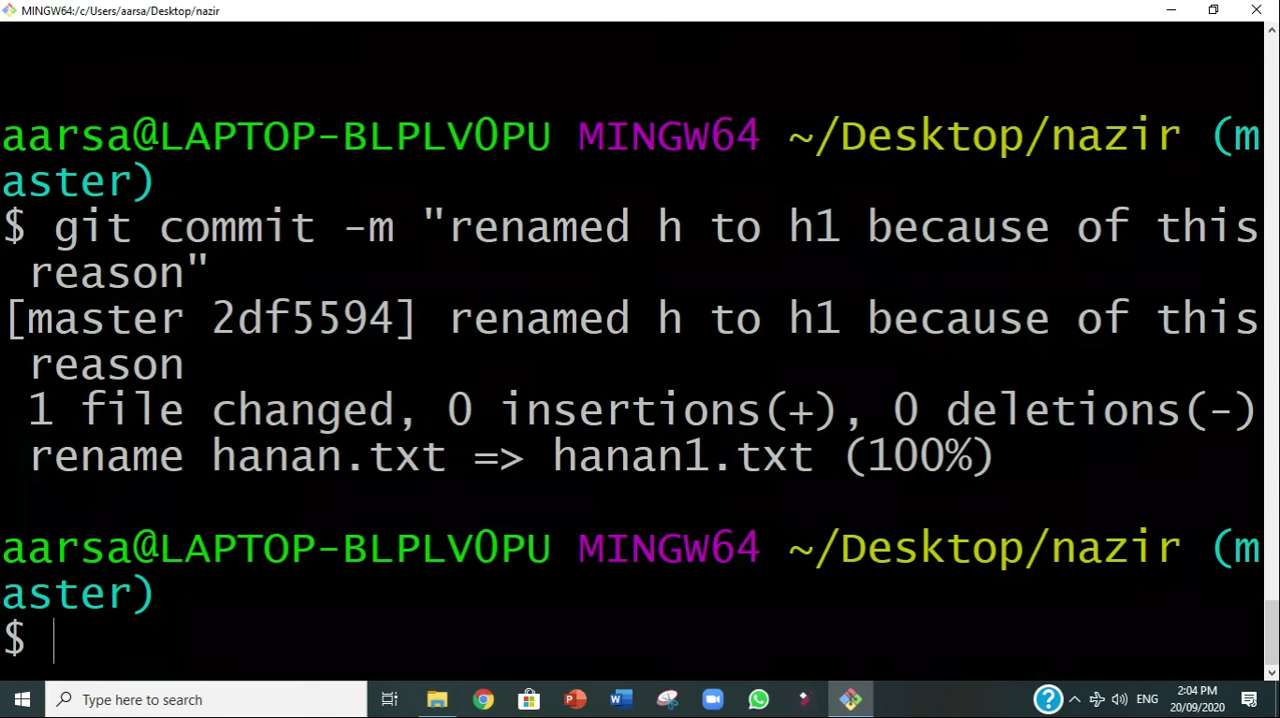 MINGW64:/c/Users/aarsa/Desktop/nazir
aarsa@LAPTOP-BLPLV0PU MINGW64 ~/Desktop/nazir (m
aster)
$ git commit -m "renamed h to h1 because of this
reason"
[master 2df5594] renamed h to h1 because of this
reason
1 file changed, 0 insertions(+), 0 deletions(-)
rename hanan.txt => hanan1.txt (100%)
aarsa@LAPTOP-BLPLV0PU MINGW64 ~/Desktop/nazir (m
aster)
$
Type here to search
ENG
2:04 PM
20/09/2020